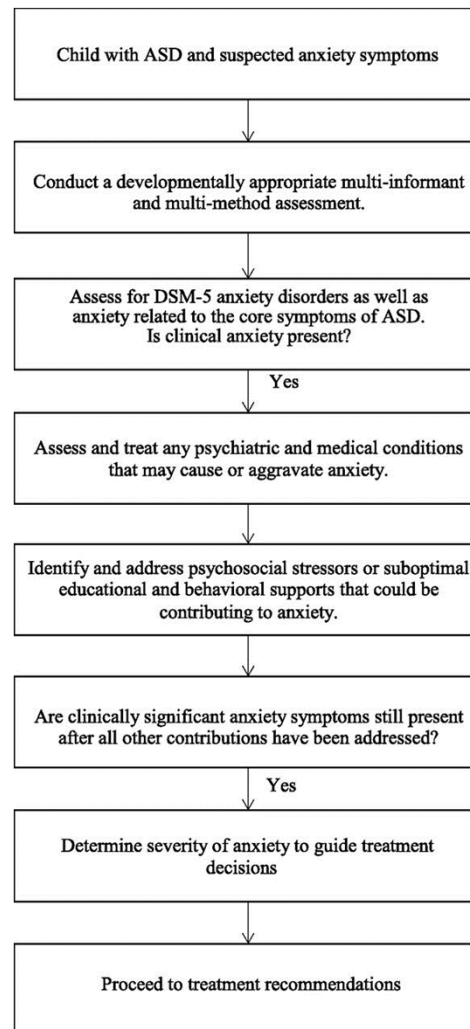 Child with ASD and suspected anxiety symptoms
Conduct a developmentally appropriate multi-informant
and multi-method assessment.
Assess for DSM-5 anxiety disorders as well as
anxiety related to the core symptoms of ASD.
Is clinical anxiety present?
Yes
Assess and treat any psychiatric and medical conditions
that may cause or aggravate anxiety.
Identify and address psychosocial stressors or suboptimal
educational and behavioral supports that could be
contributing to anxiety.
Are clinically significant anxiety symptoms still present
after all other contributions have been addressed?
Yes
Determine severity of anxiety to guide treatment
decisions
Proceed to treatment recommendations